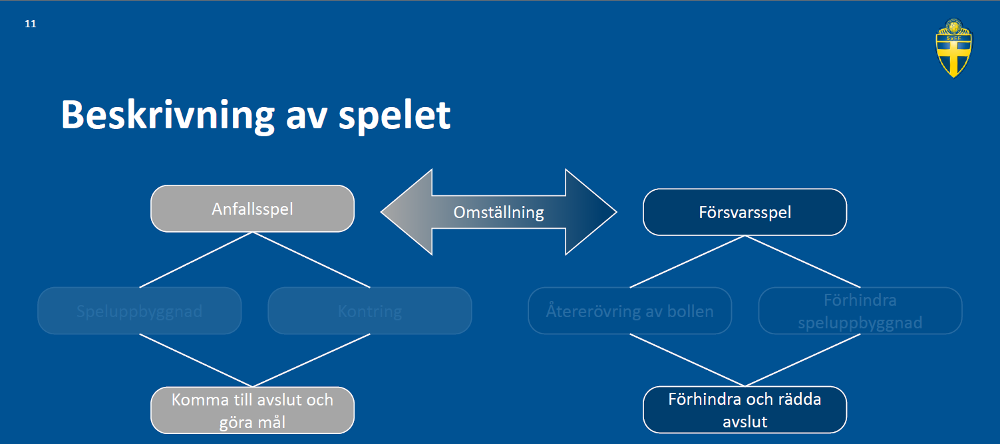 11
SvFF
Beskrivning av spelet
Anfallsspel
Omställning
Försvarsspel
Speluppbyggnad
Kontring
Återerövring av bollen
Förhindra
speluppbyggnad
Komma till avslut och
göra mål
Förhindra och rädda
avslut